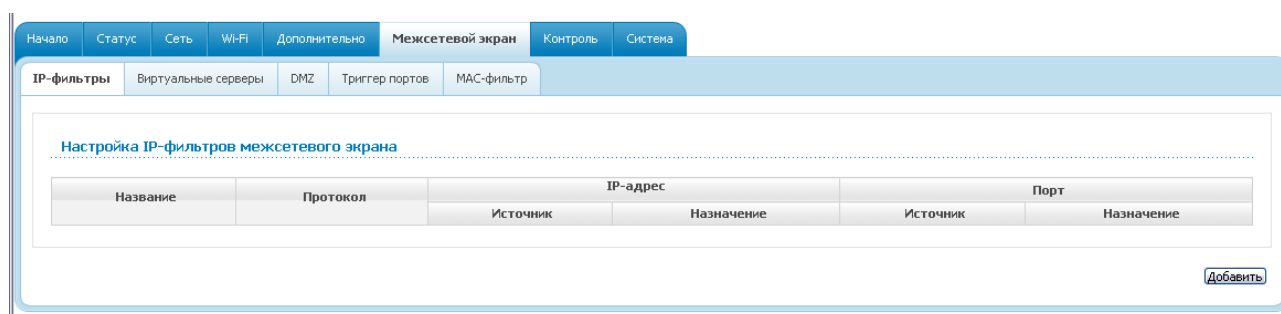 Начало Статус Сеть Wi-Fi Дополнительно Межсетевой экран Контроль Система
IP-фильтры Виртуальные серверы DMZ Триггер портов MAC-фильтр
Настройка IP-фильтров межсетевого экрана
Название Протокол IP-адрес Порт
Источник Назначение Источник Назначение
Добавить